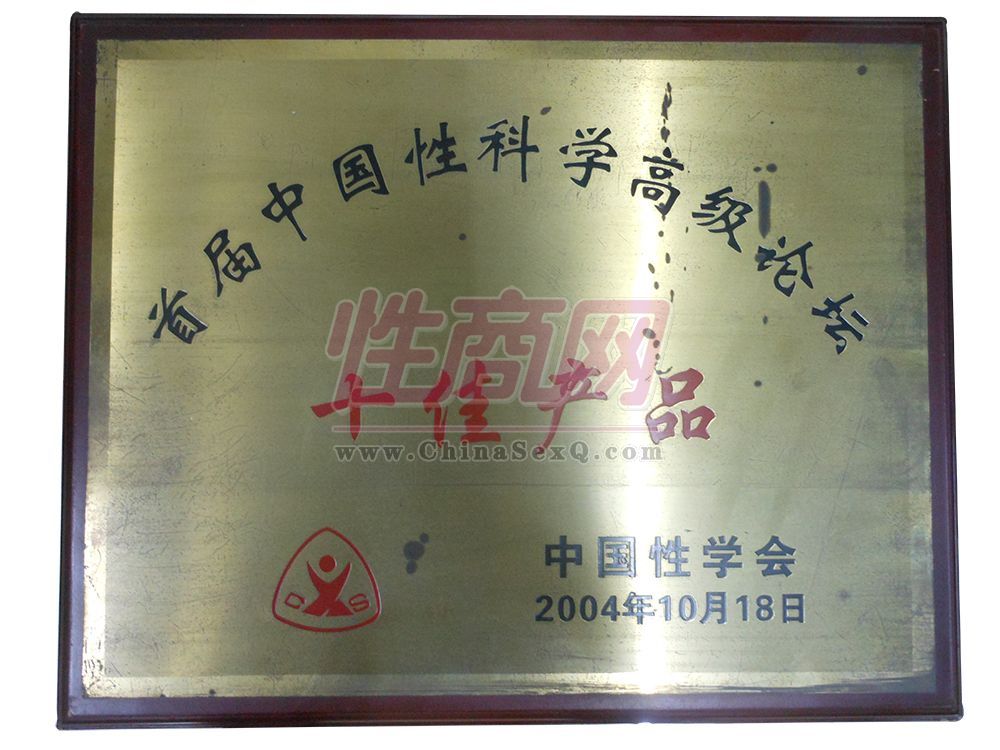 首届中国性科学高级论坛
性商网
十佳产品
www.ChinaSexQ.com
DXS
中国性学会
2004年10月18日